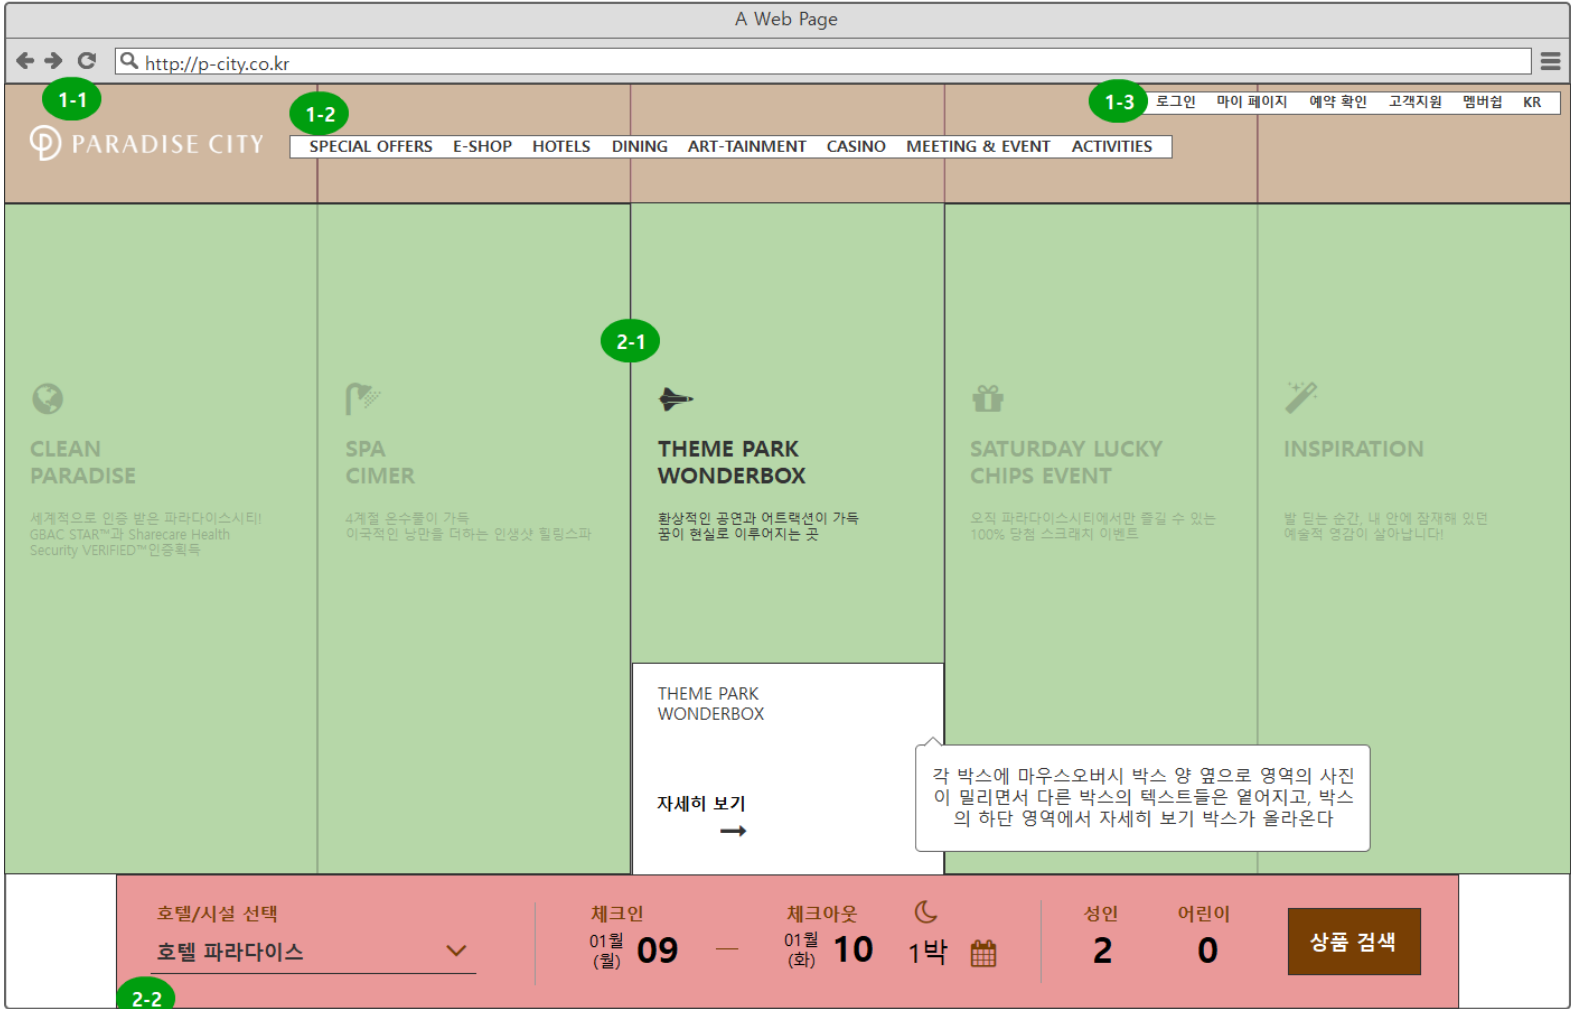 A Web Page
http://p-city.co.kr
1-1
1-2
1-3
로그인 마이 페이지 예약 확인 고객지원 멤버쉽 KR
PARADISE CITY
SPECIAL OFFERS E-SHOP HOTELS DINING ART-TAINMENT CASINO MEETING & EVENT ACTIVITIES
2-1
CLEAN
PARADISE
세계적으로 인증 받은 파라다이스시티!
GBAC STAR™과 Sharecare Health
Security VERIFIED™인증획득
SPA
CIMER
4계절 온수풀이 가득
이국적인 낭만을 더하는 인생샷 힐링스파
THEME PARK
WONDERBOX
환상적인 공연과 어트랙션이 가득
꿈이 현실로 이루어지는 곳
SATURDAY LUCKY
CHIPS EVENT
오직 파라다이스시티에서만 즐길 수 있는
100% 당첨 스크래치 이벤트
INSPIRATION
발 딛는 순간, 내 안에 잠재해 있던
예술적 영감이 살아납니다!
THEME PARK
WONDERBOX
자세히 보기
각 박스에 마우스오버시 박스 양 옆으로 영역의 사진
이 밀리면서 다른 박스의 텍스트들은 옅어지고, 박스
의 하단 영역에서 자세히 보기 박스가 올라온다
호텔/시설 선택
호텔 파라다이스
체크인
01월
(월)
09
체크아웃
01월
(화)
10
1박
성인
2
어린이
0
상품 검색
2-2